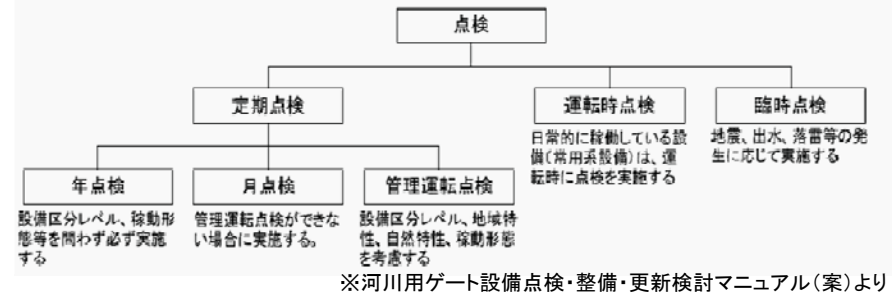 点検
定期点検
運転時点検
臨時点検
日常的に稼働している設
備(常用系設備)は、運
転時に点検を実施する
地震、出水、落雷等の発
生に応じて実施する
年点検
月点検
管理運転点検
設備区分レベル、稼動形
態等を問わず必ず実施
する
管理運転点検ができな
い場合に実施する。
設備区分レベル、地域特
性、自然特性、稼動形態
を考慮する
※河川用ゲート設備点検・整備・更新検討マニュアル(案)より